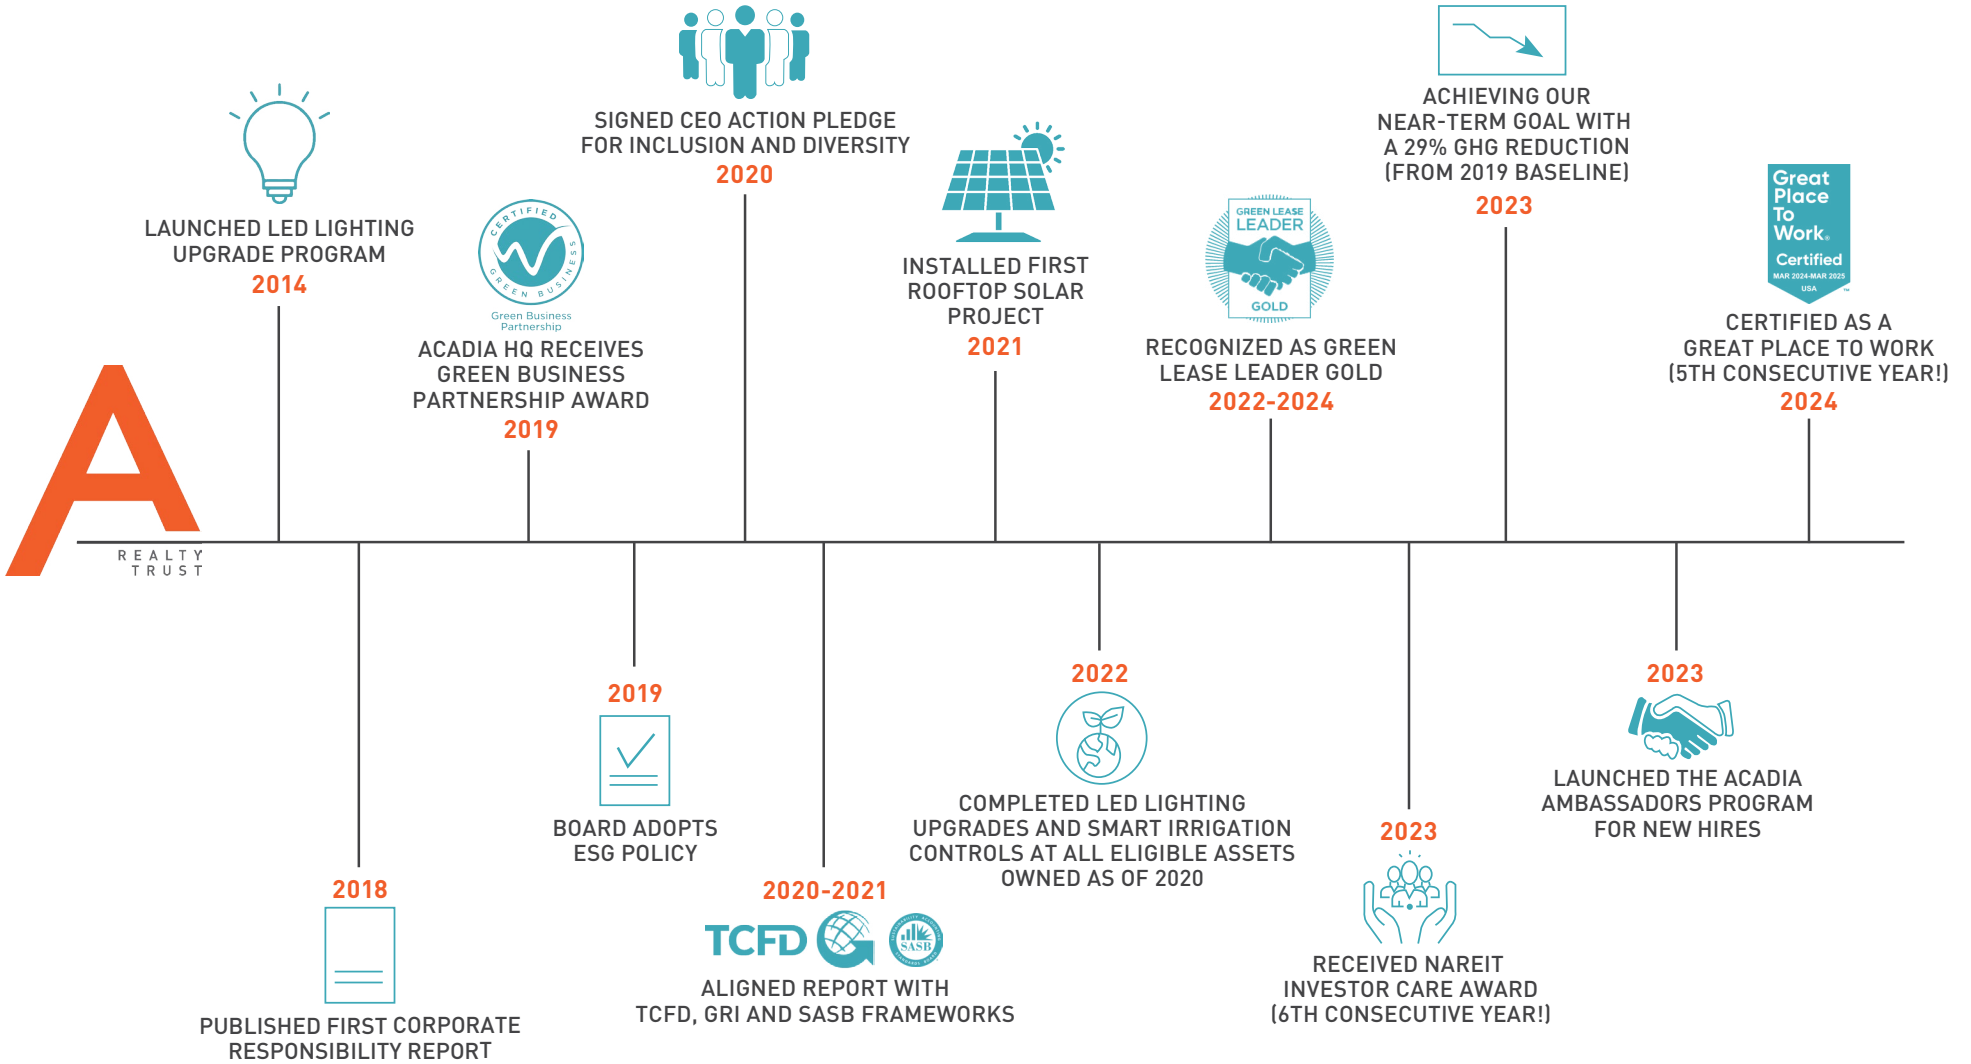 LAUNCHED LED LIGHTING
UPGRADE PROGRAM
2014
CERTIFIED
GREEN BUSINESS
Green Business
Partnership
ACADIA HQ RECEIVES
GREEN BUSINESS
PARTNERSHIP AWARD
2019
SIGNED CEO ACTION PLEDGE
FOR INCLUSION AND DIVERSITY
2020
INSTALLED FIRST
ROOFTOP SOLAR
PROJECT
2021
GREEN LEASE
LEADER
GOLD
RECOGNIZED AS GREEN
LEASE LEADER GOLD
2022-2024
ACHIEVING OUR
NEAR-TERM GOAL WITH
A 29% GHG REDUCTION
(FROM 2019 BASELINE)
2023
Great
Place
To
Work®
Certified
MAR 2024-MAR 2025
USA
™
CERTIFIED AS A
GREAT PLACE TO WORK
(5TH CONSECUTIVE YEAR!)
2024
A
REALTY
TRUST
2018
PUBLISHED FIRST CORPORATE
RESPONSIBILITY REPORT
2019
BOARD ADOPTS
ESG POLICY
2020-2021
TCFD
SASB
ALIGNED REPORT WITH
TCFD, GRI AND SASB FRAMEWORKS
2022
COMPLETED LED LIGHTING
UPGRADES AND SMART IRRIGATION
CONTROLS AT ALL ELIGIBLE ASSETS
OWNED AS OF 2020
2023
RECEIVED NAREIT
INVESTOR CARE AWARD
(6TH CONSECUTIVE YEAR!)
2023
LAUNCHED THE ACADIA
AMBASSADORS PROGRAM
FOR NEW HIRES